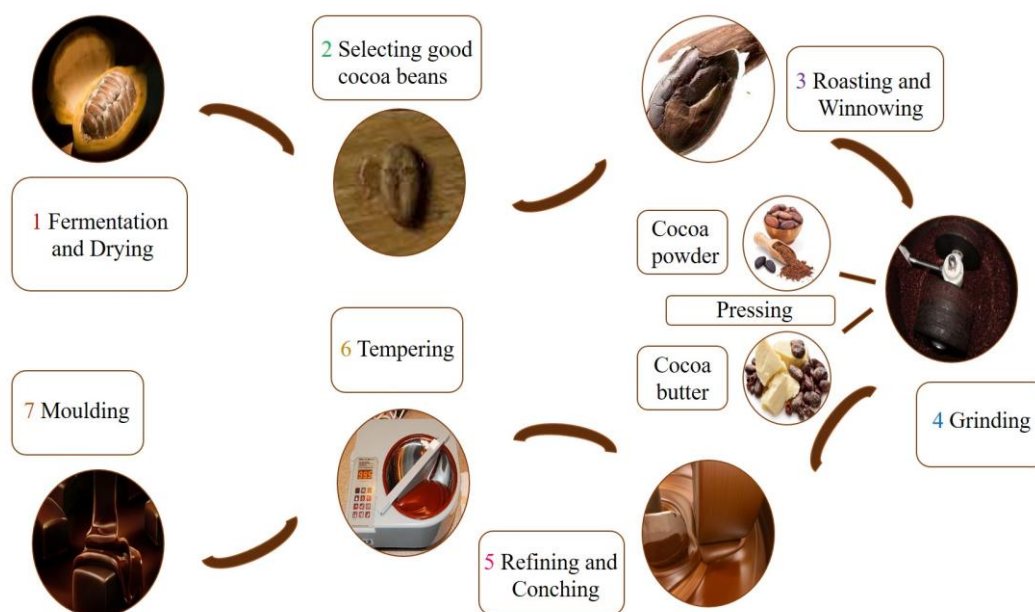 1 Fermentation
and Drying
2 Selecting good
cocoa beans
3 Roasting and
Winnowing
Cocoa
powder
Pressing
Cocoa
butter
4 Grinding
5 Refining and
Conching
6 Tempering
7 Moulding